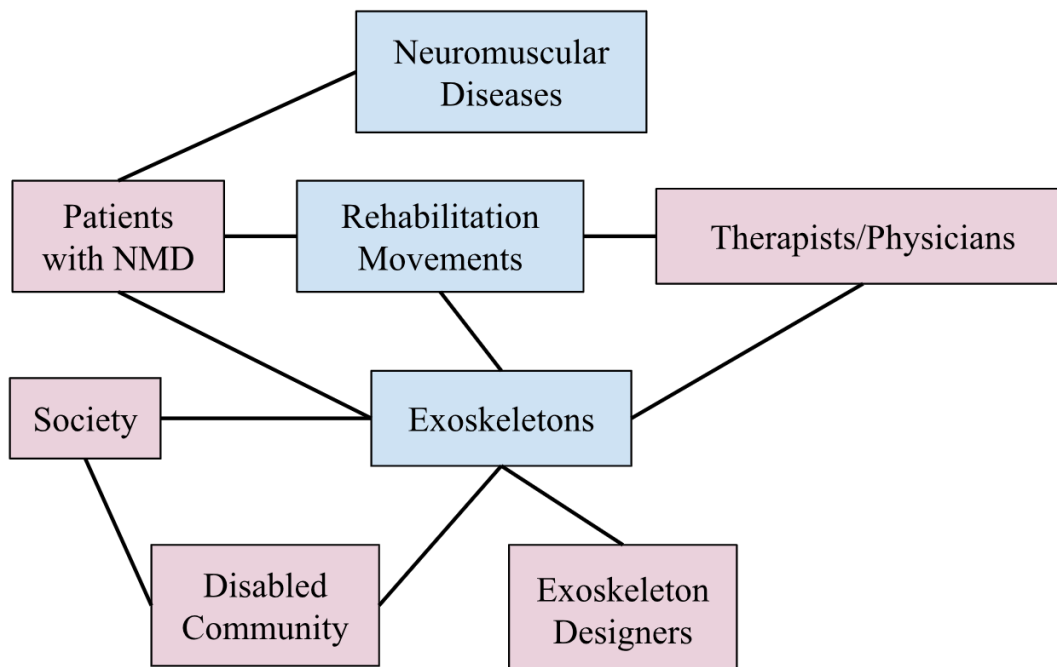 Neuromuscular
Diseases
Patients
with NMD
Rehabilitation
Movements
Therapists/Physicians
Society
Exoskeletons
Disabled
Community
Exoskeleton
Designers